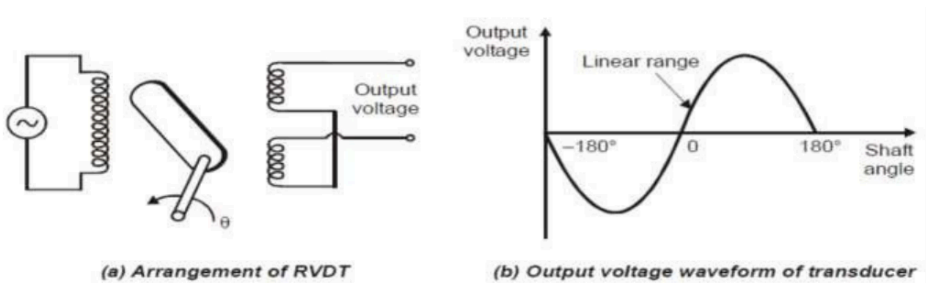 Output
voltage
θ
(a) Arrangement of RVDT
Output
voltage
Linear range
–180°
0
180°
Shaft
angle
(b) Output voltage waveform of transducer